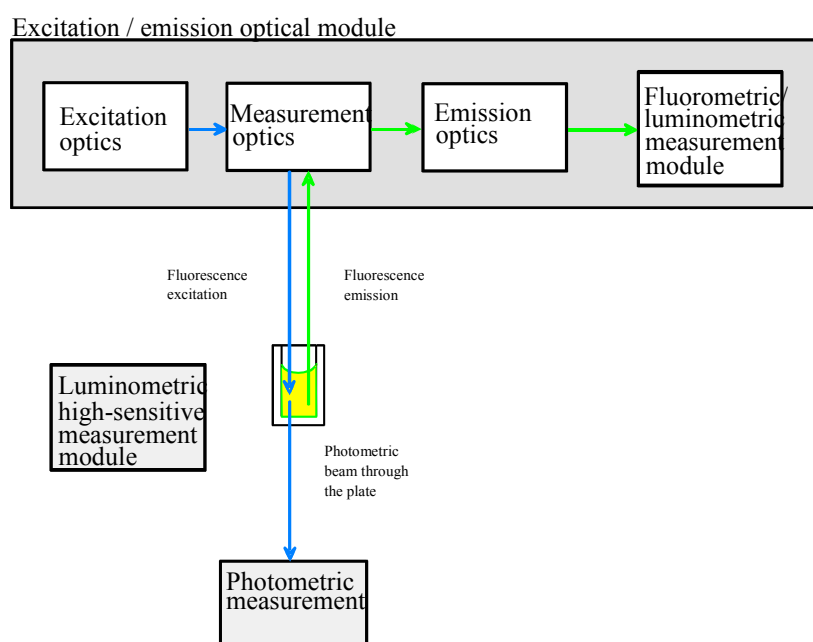 Excitation / emission optical module
Excitation
optics
Measurement
optics
Emission
optics
Fluorometric/
luminometric
measurement
module
Fluorescence
excitation
Fluorescence
emission
Luminometric
high-sensitive
measurement
module
Photometric
beam through
the plate
Photometric
measurement